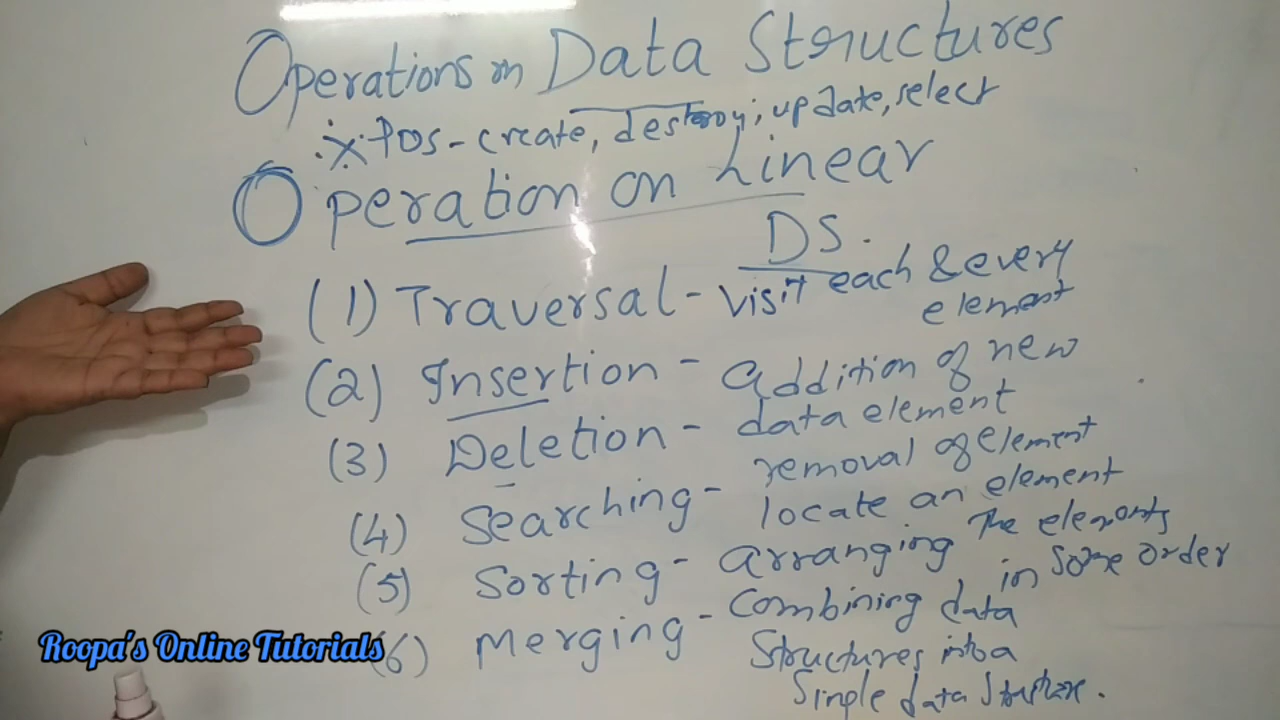 Operations on Data Structures
PDS - create, destroy, update, select
Operation on Linear
DS.
(1) Traversal - visit each & every
element
(2) Insertion - addition of new
data element
(3) Deletion - removal of element
(4) Searching - locate an element
(5) Sorting - arranging the elements
in some order
(6) Merging - combining data
structures into a
single data structure.
Roopa's Online Tutorials